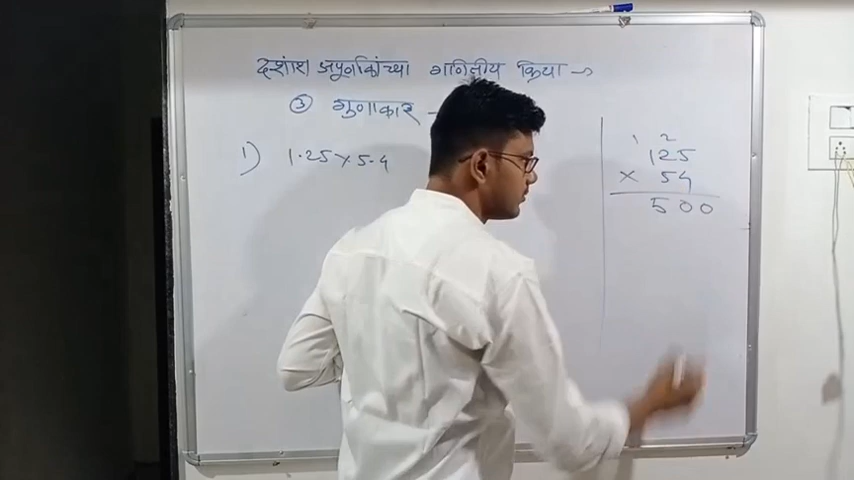 दशांश अपूर्णांकांच्या गणितीय क्रिया →
③ गुणाकार -
1) 1.25 × 5.4
1 2
125
× 54
500